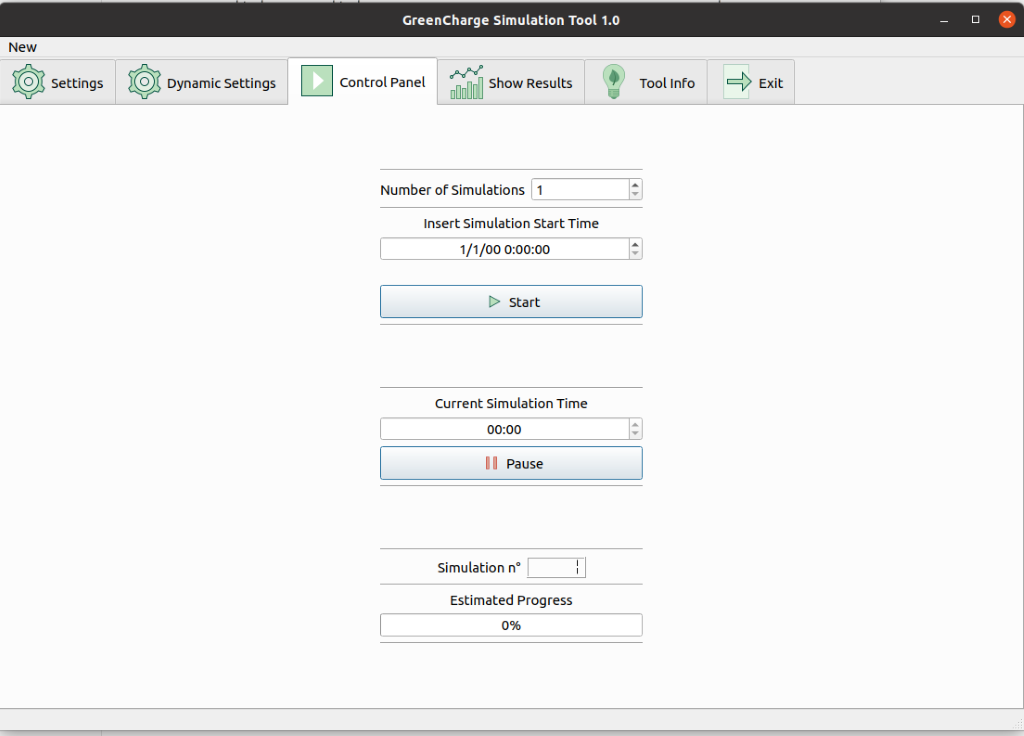 GreenCharge Simulation Tool 1.0
New
Settings
Dynamic Settings
Control Panel
Show Results
Tool Info
Exit
Number of Simulations 1
Insert Simulation Start Time
1/1/00 0:00:00
Start
Current Simulation Time
00:00
Pause
Simulation n°
Estimated Progress
0%